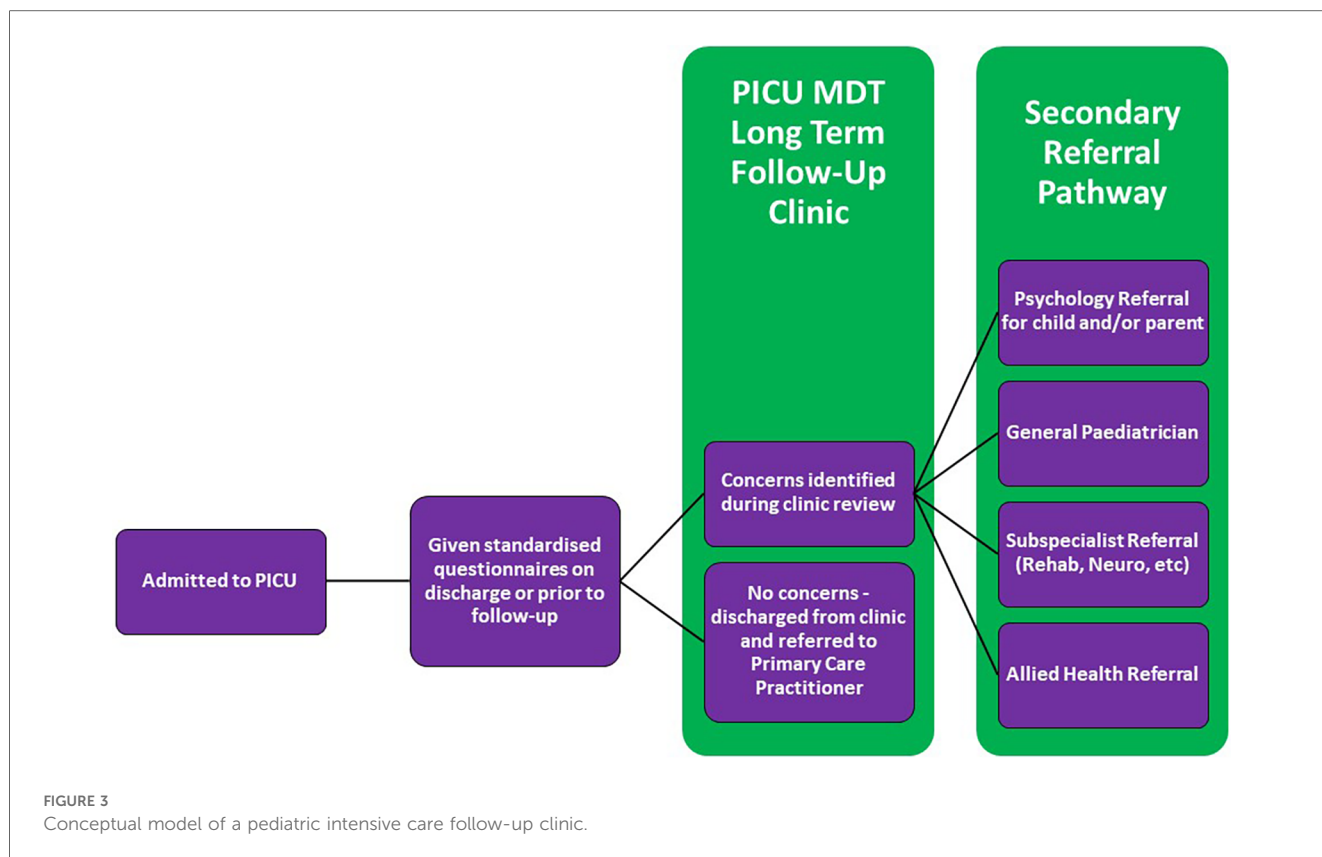 PICU MDT
Long Term
Follow-Up
Clinic
Secondary
Referral
Pathway
Admitted to PICU
Given standardised
questionnaires on
discharge or prior to
follow-up
Concerns identified
during clinic review
No concerns -
discharged from clinic
and referred to
Primary Care
Practitioner
Psychology Referral
for child and/or parent
General Paediatrician
Subspecialist Referral
(Rehab, Neuro, etc)
Allied Health Referral
FIGURE 3
Conceptual model of a pediatric intensive care follow-up clinic.